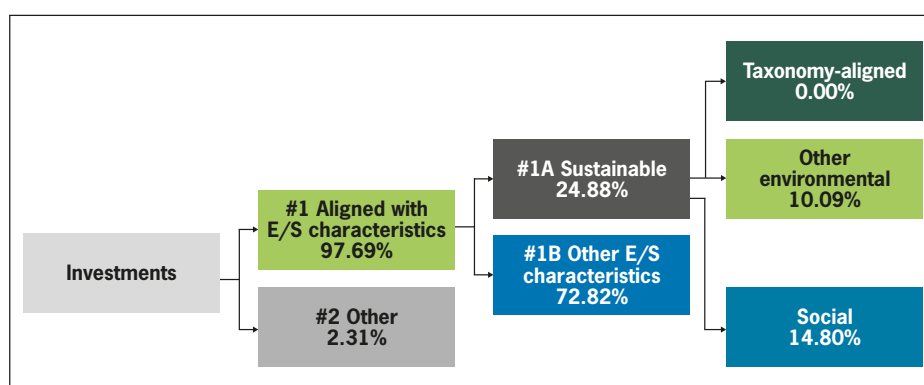 Investments
#1 Aligned with
E/S characteristics
97.69%
#2 Other
2.31%
#1A Sustainable
24.88%
#1B Other E/S
characteristics
72.82%
Taxonomy-aligned
0.00%
Other
environmental
10.09%
Social
14.80%